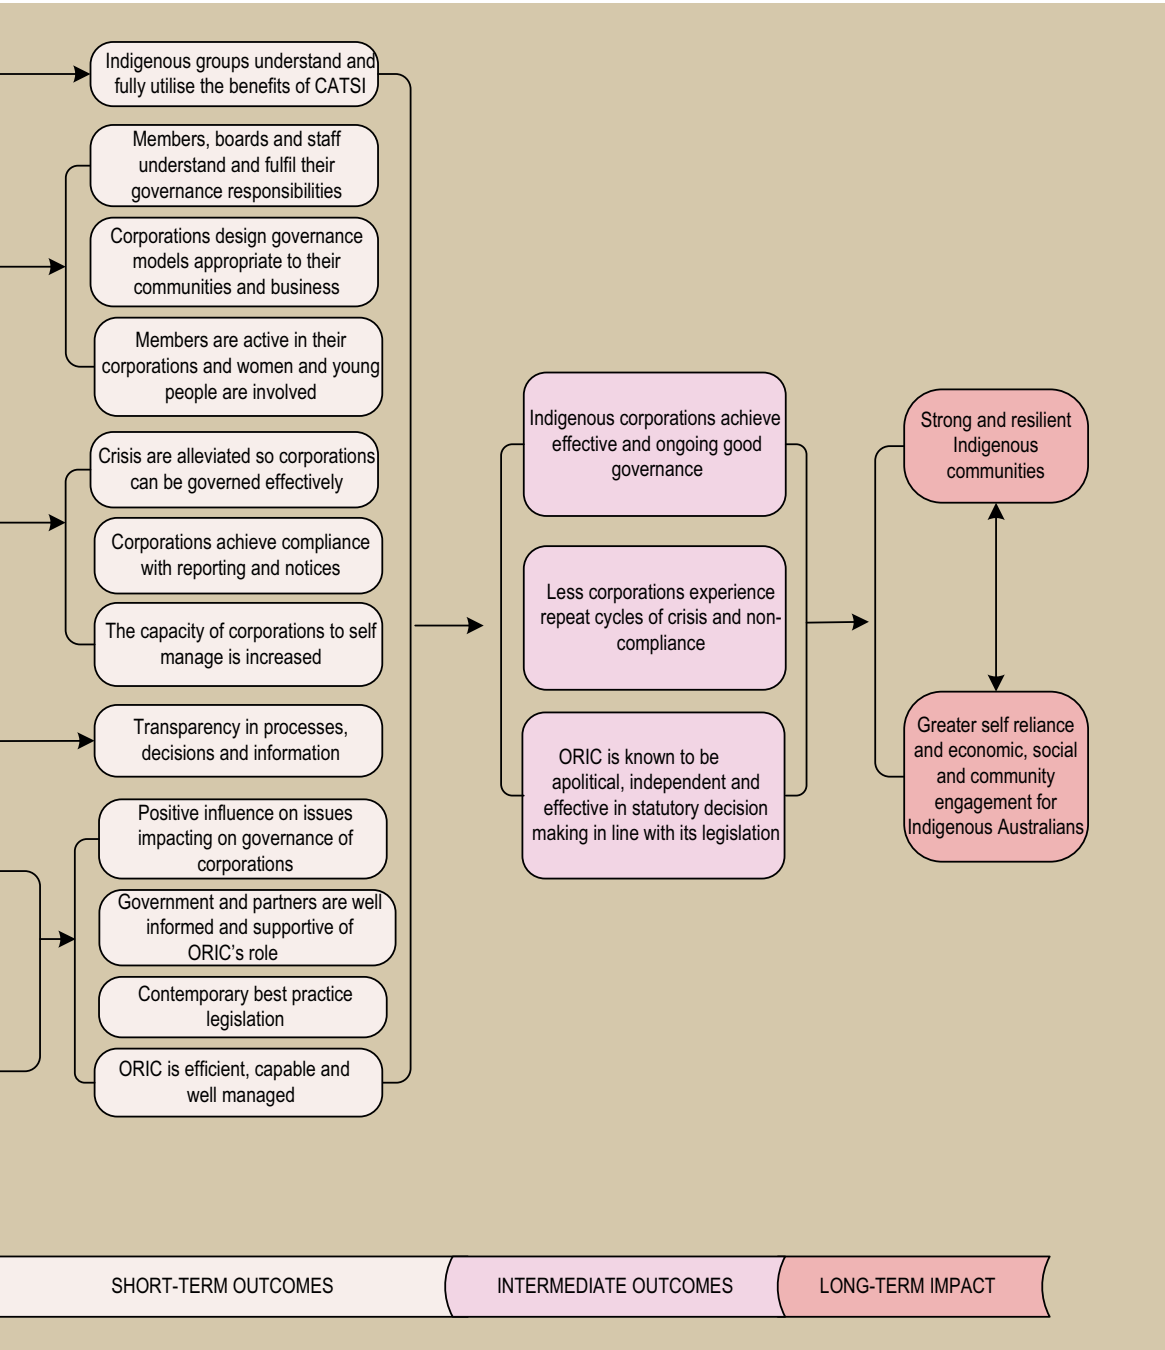 Indigenous groups understand and
fully utilise the benefits of CATSI
Members, boards and staff
understand and fulfil their
governance responsibilities
Corporations design governance
models appropriate to their
communities and business
Members are active in their
corporations and women and young
people are involved
Crisis are alleviated so corporations
can be governed effectively
Corporations achieve compliance
with reporting and notices
The capacity of corporations to self
manage is increased
Transparency in processes,
decisions and information
Positive influence on issues
impacting on governance of
corporations
Government and partners are well
informed and supportive of
ORIC’s role
Contemporary best practice
legislation
ORIC is efficient, capable and
well managed
Indigenous corporations achieve
effective and ongoing good
governance
Less corporations experience
repeat cycles of crisis and non-
compliance
ORIC is known to be
apolitical, independent and
effective in statutory decision
making in line with its legislation
Strong and resilient
Indigenous
communities
Greater self reliance
and economic, social
and community
engagement for
Indigenous Australians
SHORT-TERM OUTCOMES
INTERMEDIATE OUTCOMES
LONG-TERM IMPACT